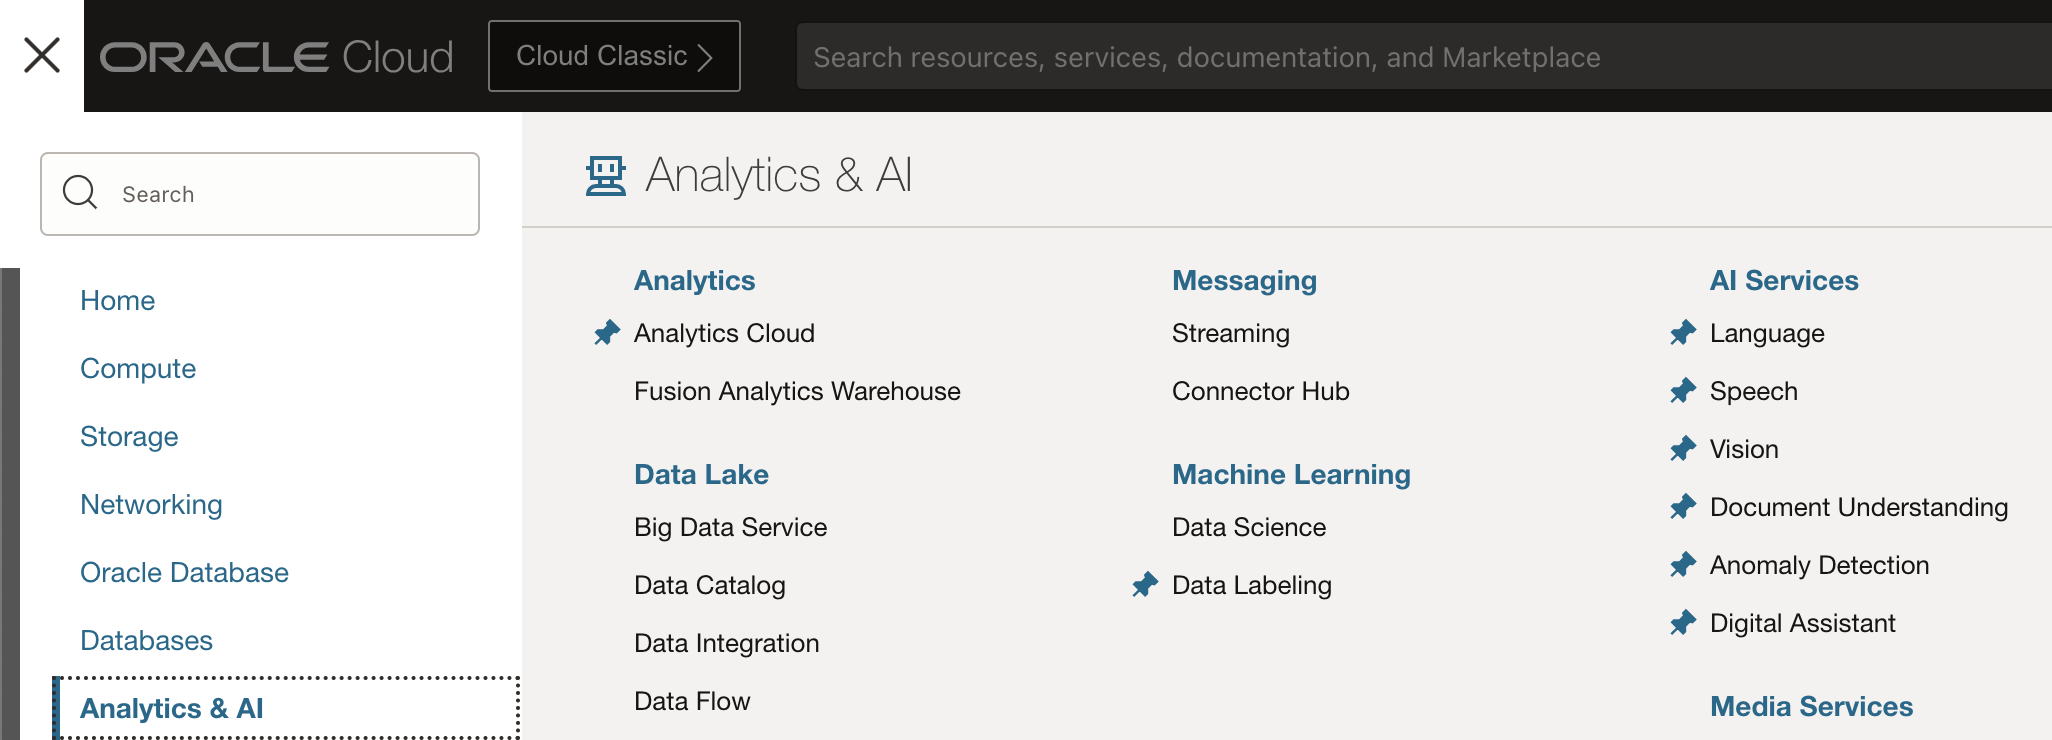 ORACLE Cloud
Cloud Classic
Search resources, services, documentation, and Marketplace
Search
Home
Compute
Storage
Networking
Oracle Database
Databases
Analytics & AI
Analytics & AI
Analytics
Analytics Cloud
Fusion Analytics Warehouse
Data Lake
Big Data Service
Data Catalog
Data Integration
Data Flow
Messaging
Streaming
Connector Hub
Machine Learning
Data Science
Data Labeling
AI Services
Language
Speech
Vision
Document Understanding
Anomaly Detection
Digital Assistant
Media Services